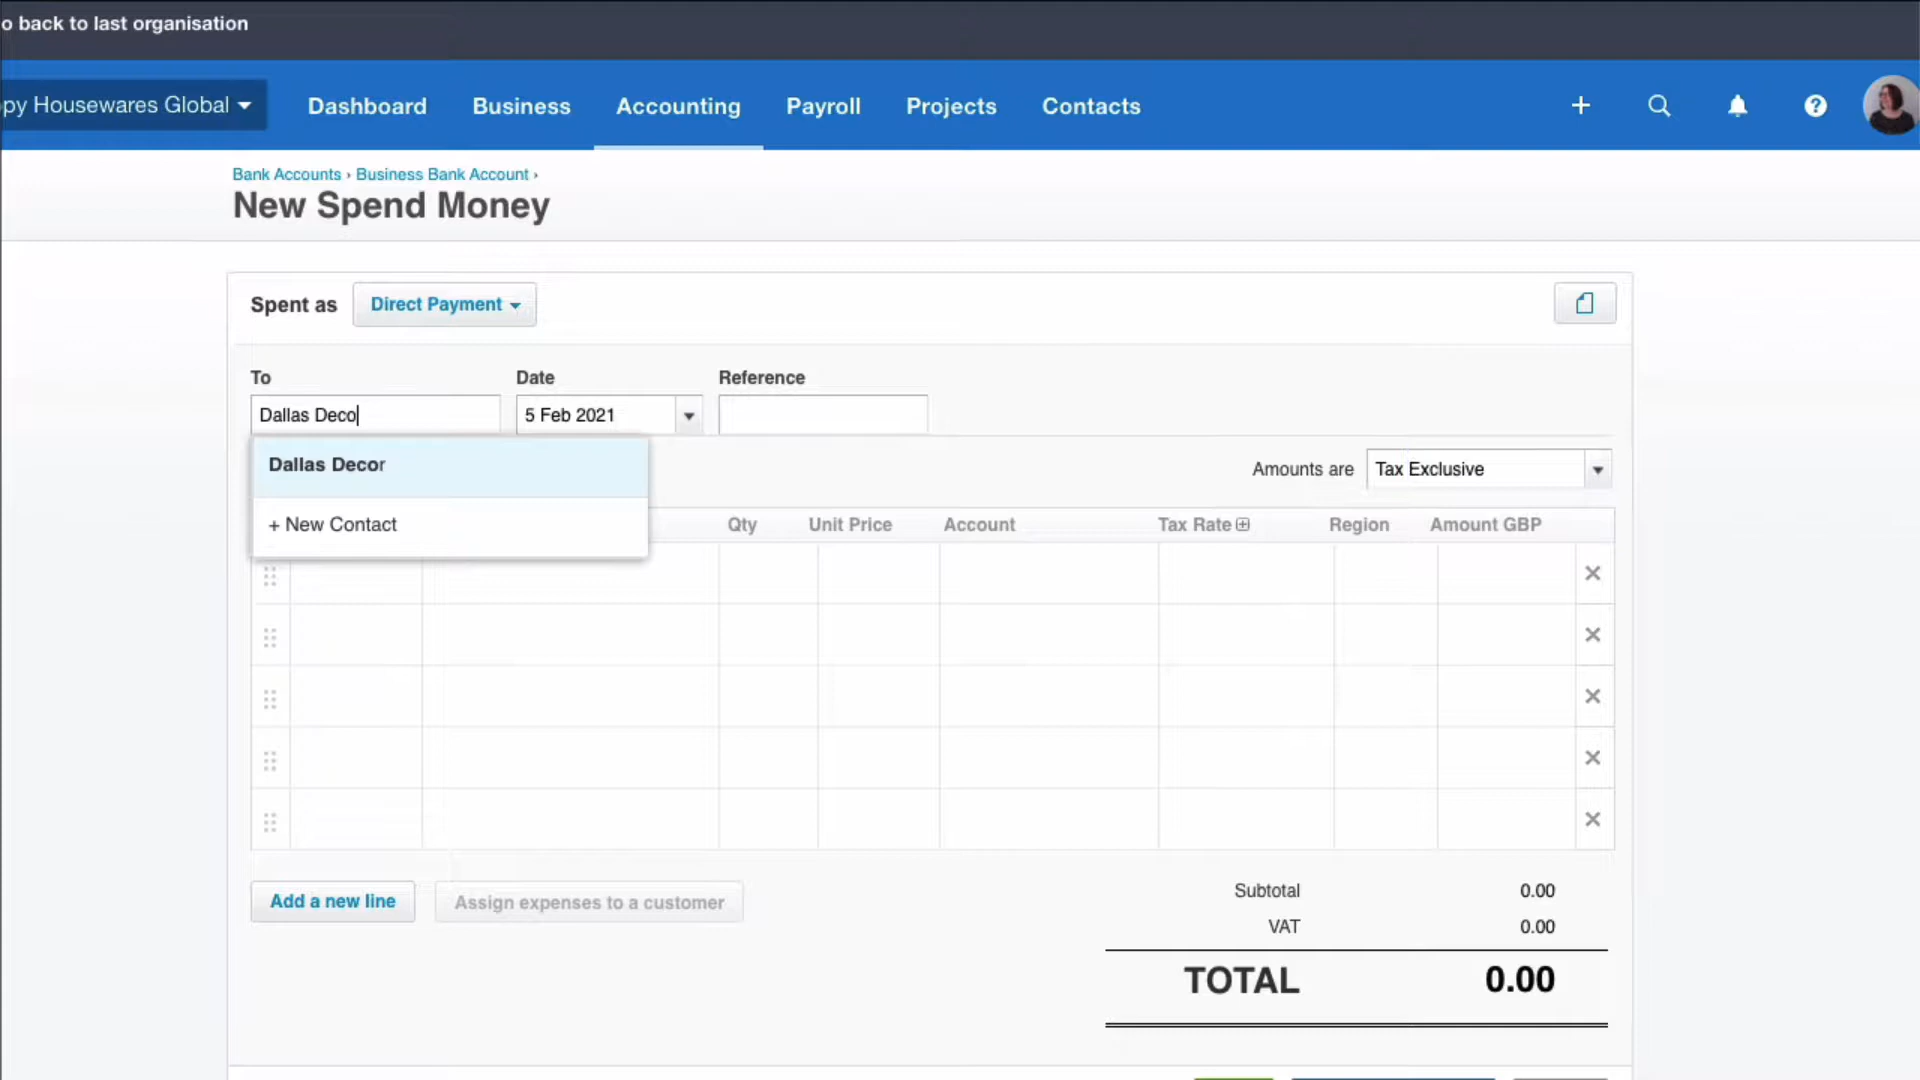 o back to last organisation
py Housewares Global
Dashboard
Business
Accounting
Payroll
Projects
Contacts
Bank Accounts › Business Bank Account ›
New Spend Money
Spent as
Direct Payment
To
Date
Reference
Dallas Deco
5 Feb 2021
Dallas Decor
+ New Contact
Amounts are
Tax Exclusive
Qty
Unit Price
Account
Tax Rate
Region
Amount GBP
Add a new line
Assign expenses to a customer
Subtotal 0.00
VAT 0.00
TOTAL 0.00